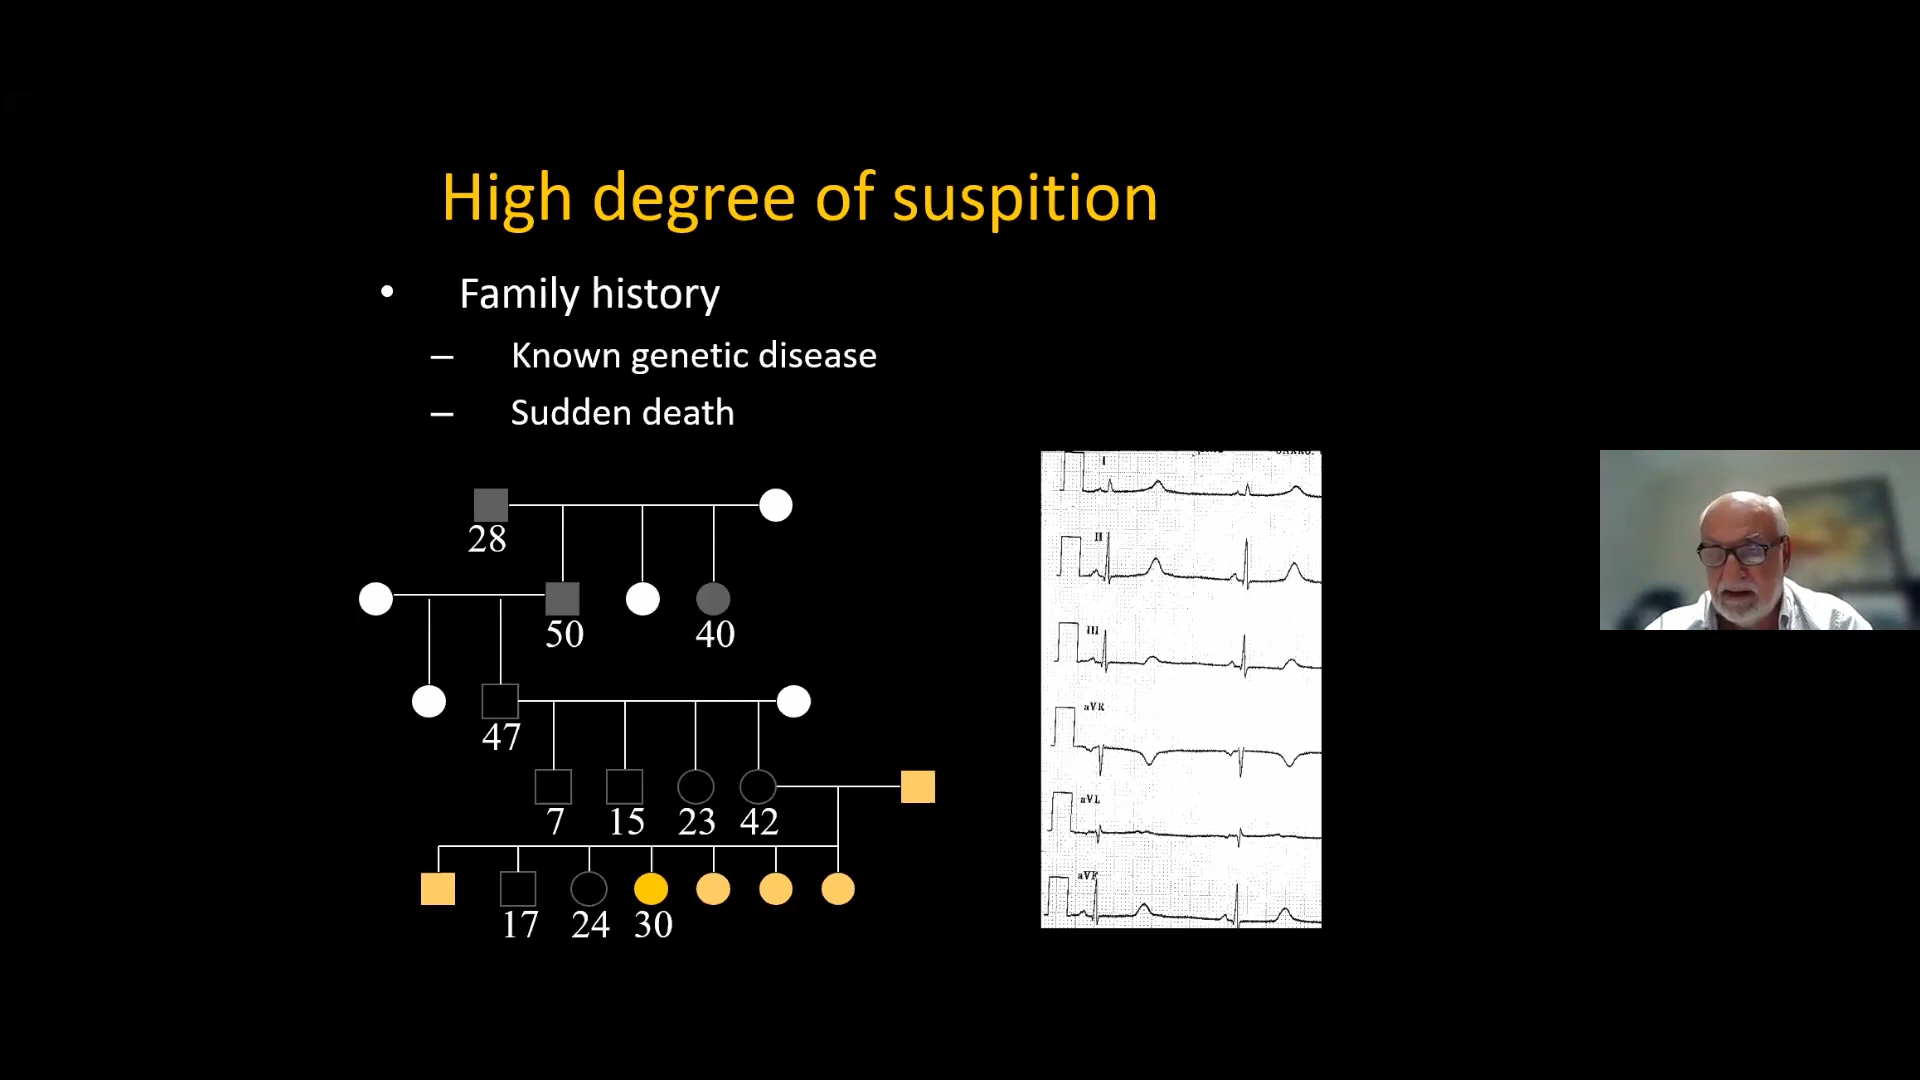 High degree of suspition
• Family history
– Known genetic disease
– Sudden death
28
50
40
47
7
15
23
42
17
24
30
I
II
III
aVR
aVL
aVF